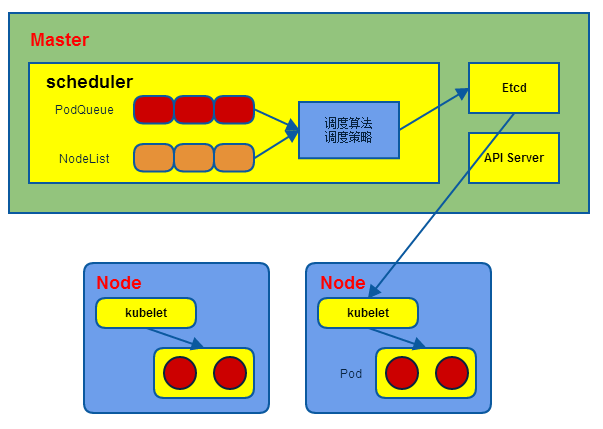 Master
scheduler
PodQueue
NodeList
调度算法
调度策略
Etcd
API Server
Node
kubelet
Node
kubelet
Pod